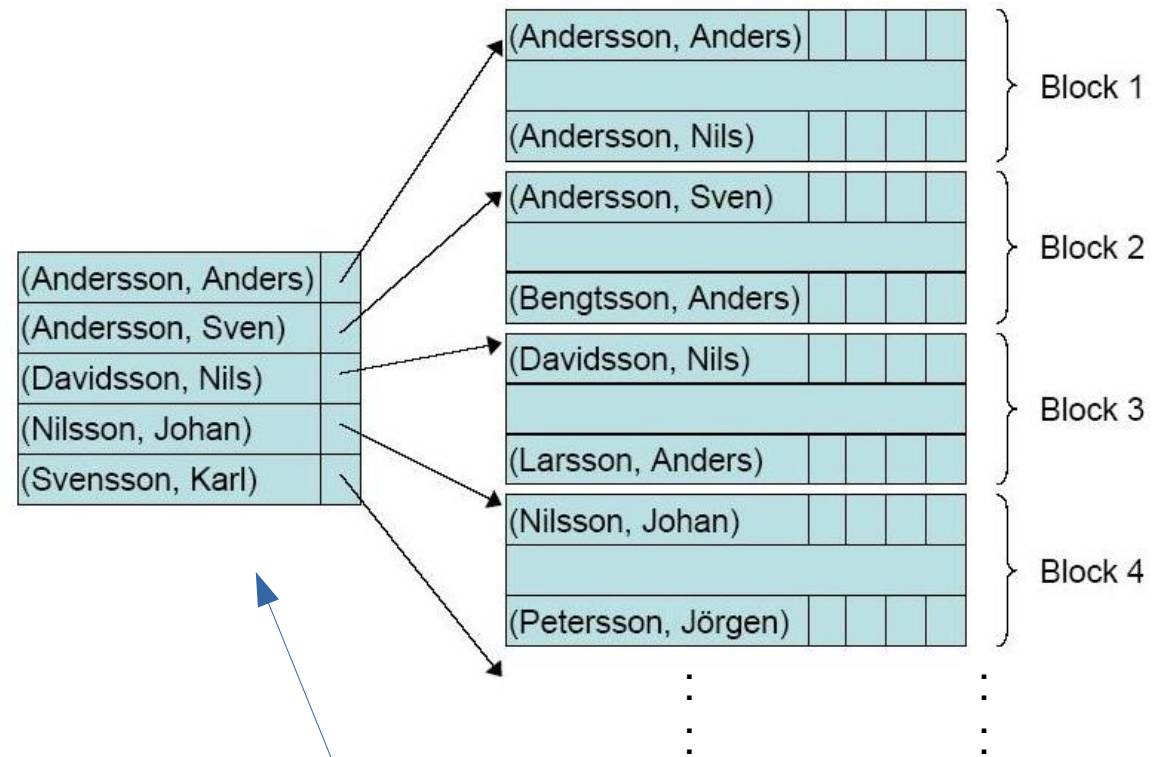 (Andersson, Anders)
(Andersson, Sven)
(Davidsson, Nils)
(Nilsson, Johan)
(Svensson, Karl)
(Andersson, Anders)
(Andersson, Nils)
Block 1
(Andersson, Sven)
(Bengtsson, Anders)
Block 2
(Davidsson, Nils)
(Larsson, Anders)
Block 3
(Nilsson, Johan)
(Petersson, Jörgen)
Block 4